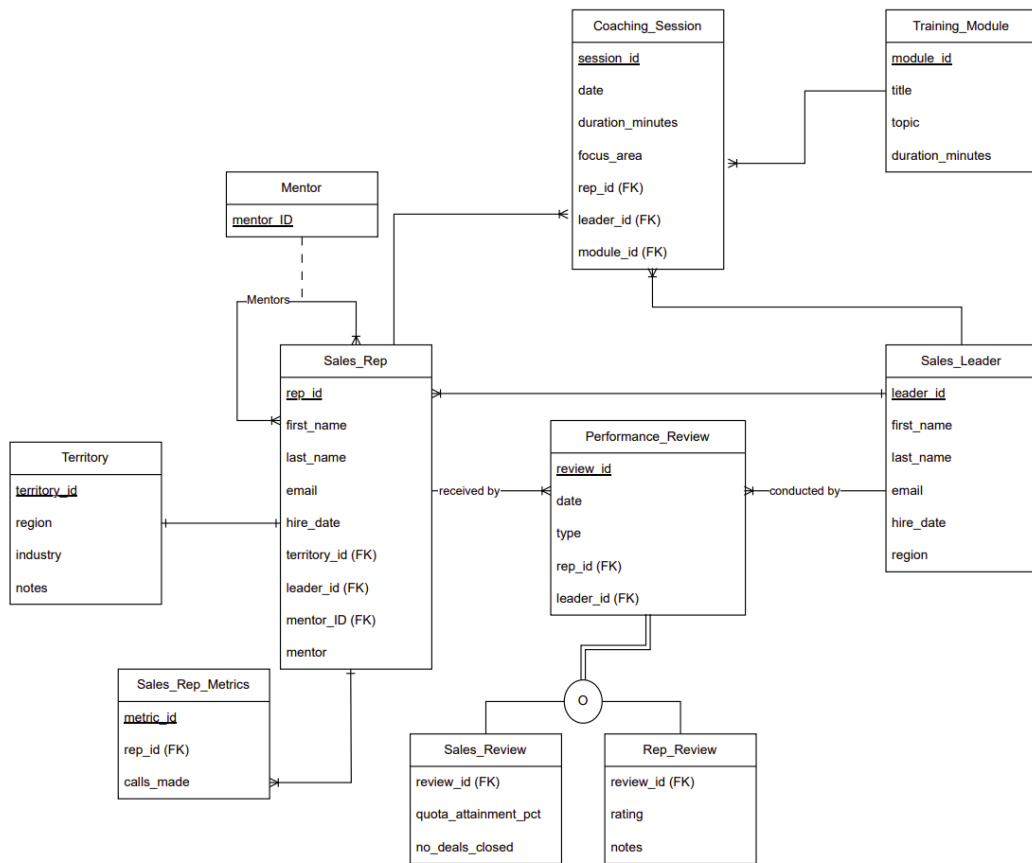 Coaching_Session
session_id
date
duration_minutes
focus_area
rep_id (FK)
leader_id (FK)
module_id (FK)
Training_Module
module_id
title
topic
duration_minutes
Mentor
mentor_ID
Mentors
Sales_Rep
rep_id
first_name
last_name
email
hire_date
territory_id (FK)
leader_id (FK)
mentor_ID (FK)
mentor
Sales_Leader
leader_id
first_name
last_name
email
hire_date
region
Territory
territory_id
region
industry
notes
received by
Performance_Review
review_id
date
type
rep_id (FK)
leader_id (FK)
conducted by
Sales_Rep_Metrics
metric_id
rep_id (FK)
calls_made
O
Sales_Review
review_id (FK)
quota_attainment_pct
no_deals_closed
Rep_Review
review_id (FK)
rating
notes